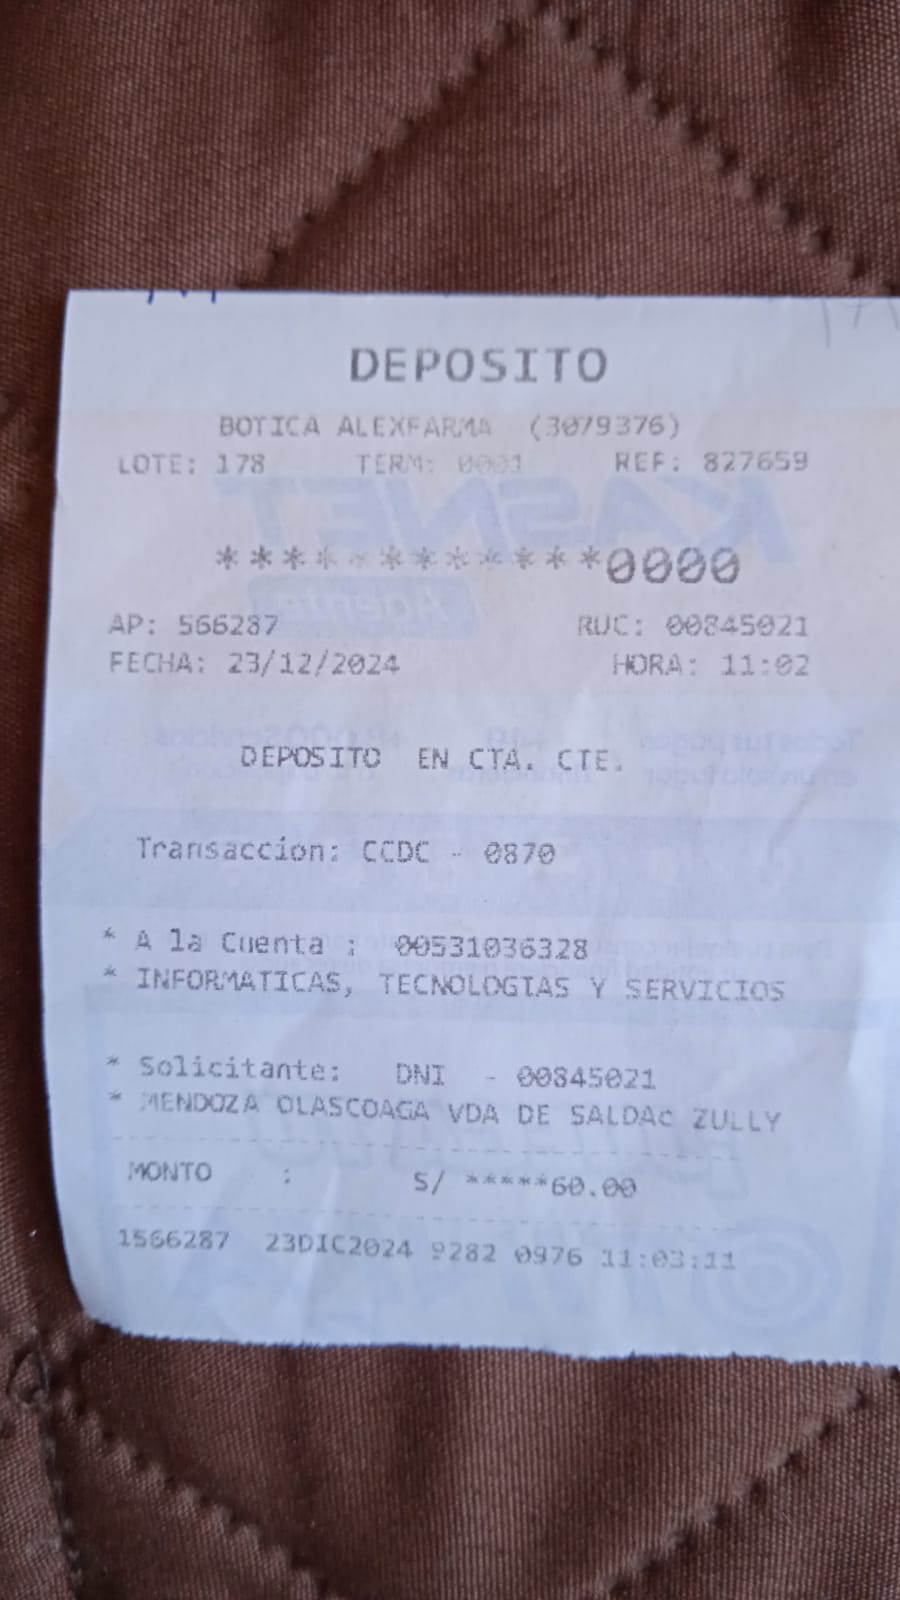 DEPOSITO
BOTICA ALEXFARMA (3079376)
LOTE: 178 TERM: 0001 REF: 827659
************0000
AP: 566287 RUC: 00845021
FECHA: 23/12/2024 HORA: 11:02
DEPOSITO EN CTA. CTE.
Transaccion: CCDC - 0870
* A la Cuenta : 00531036328
* INFORMATICAS, TECNOLOGIAS Y SERVICIOS
* Solicitante: DNI - 00845021
* MENDOZA OLASCOAGA VDA DE SALDAc ZULLY
MONTO : S/ *****60.00
1566287 23DIC2024 9282 0976 11:03:11
KASNET
Agente